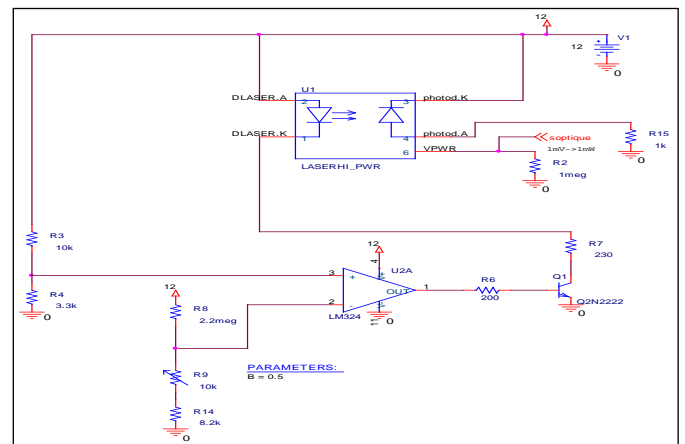 12
V1
12
0
U1
DLASER.A
2
3
photod.K
DLASER.K
1
4
photod.A
6
VPWR
LASERHI_PWR
soptique
1mV->1mW
R15
1k
0
R2
1meg
0
R3
10k
R4
3.3k
0
R7
230
12
4
U2A
V+
3
+
OUT
1
2
-
V-
11
LM324
0
R6
200
Q1
Q2N2222
0
12
R8
2.2meg
R9
10k
R14
8.2k
0
PARAMETERS:
B = 0.5